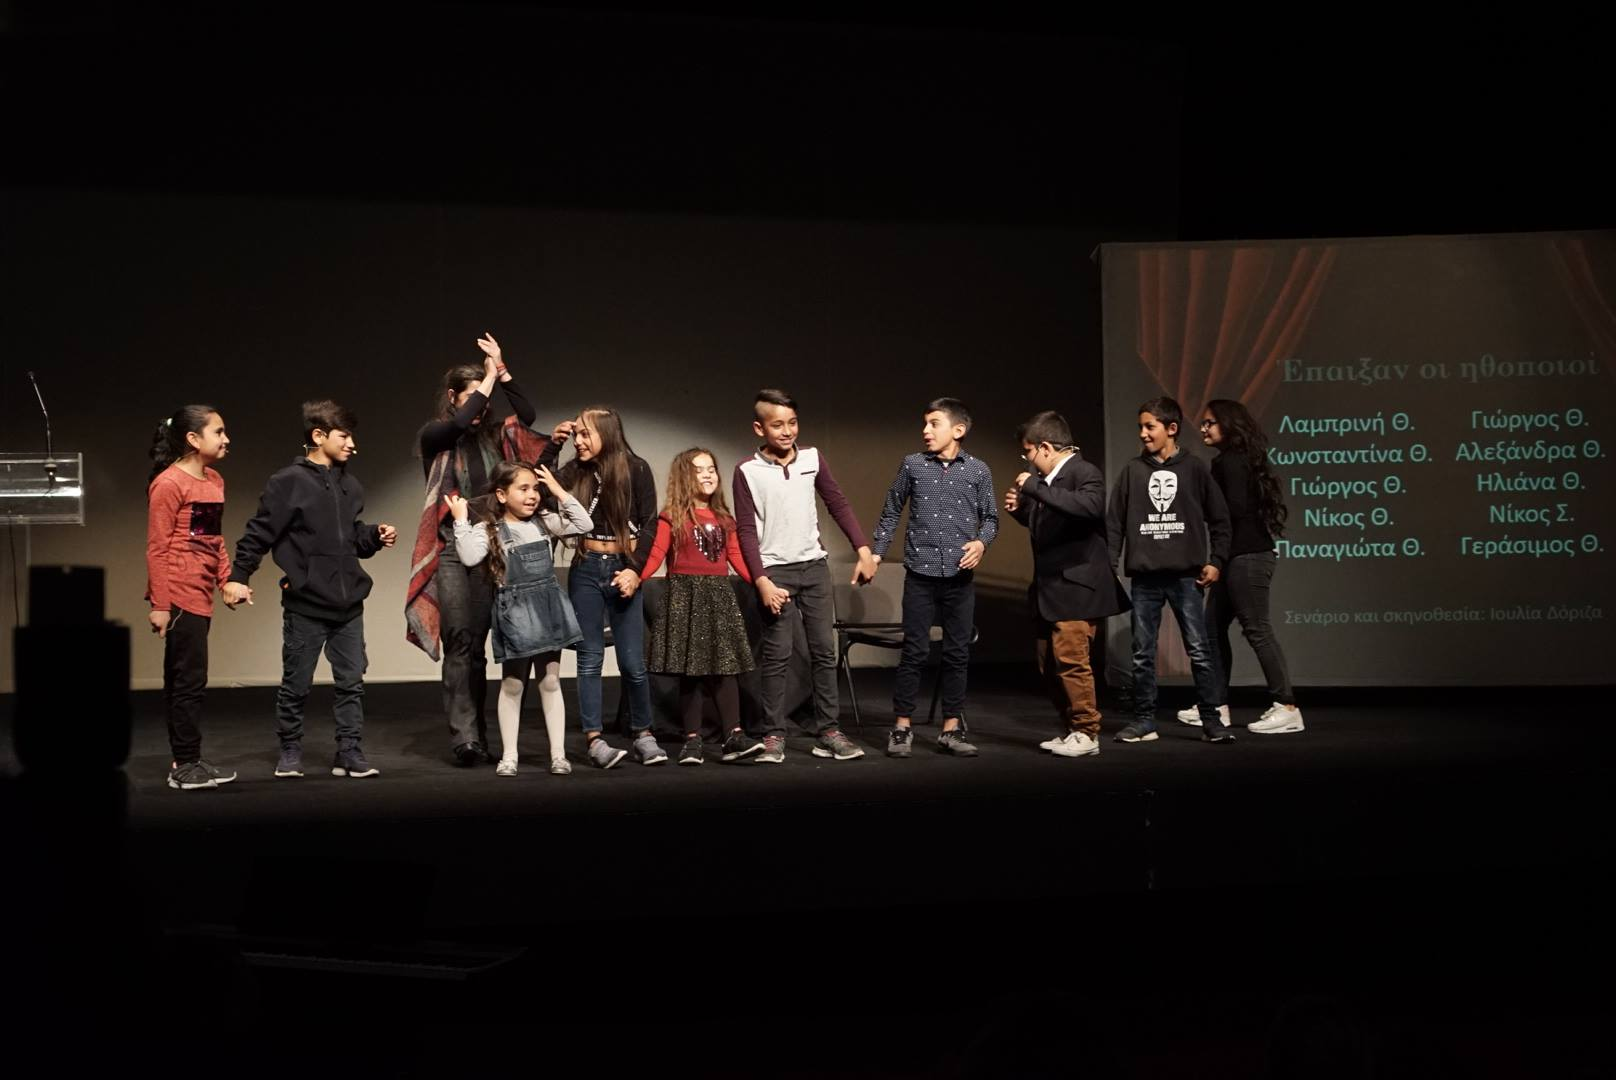 Έπαιξαν οι ηθοποιοί
Λαμπρινή Θ. Γιώργος Θ.
Κωνσταντίνα Θ. Αλεξάνδρα Θ.
Γιώργος Θ. Ηλιάνα Θ.
Νίκος Θ. Νίκος Σ.
Παναγιώτα Θ. Γεράσιμος Θ.
Σενάριο και σκηνοθεσία: Ιουλία Δόριζα
WE ARE
ANONYMOUS